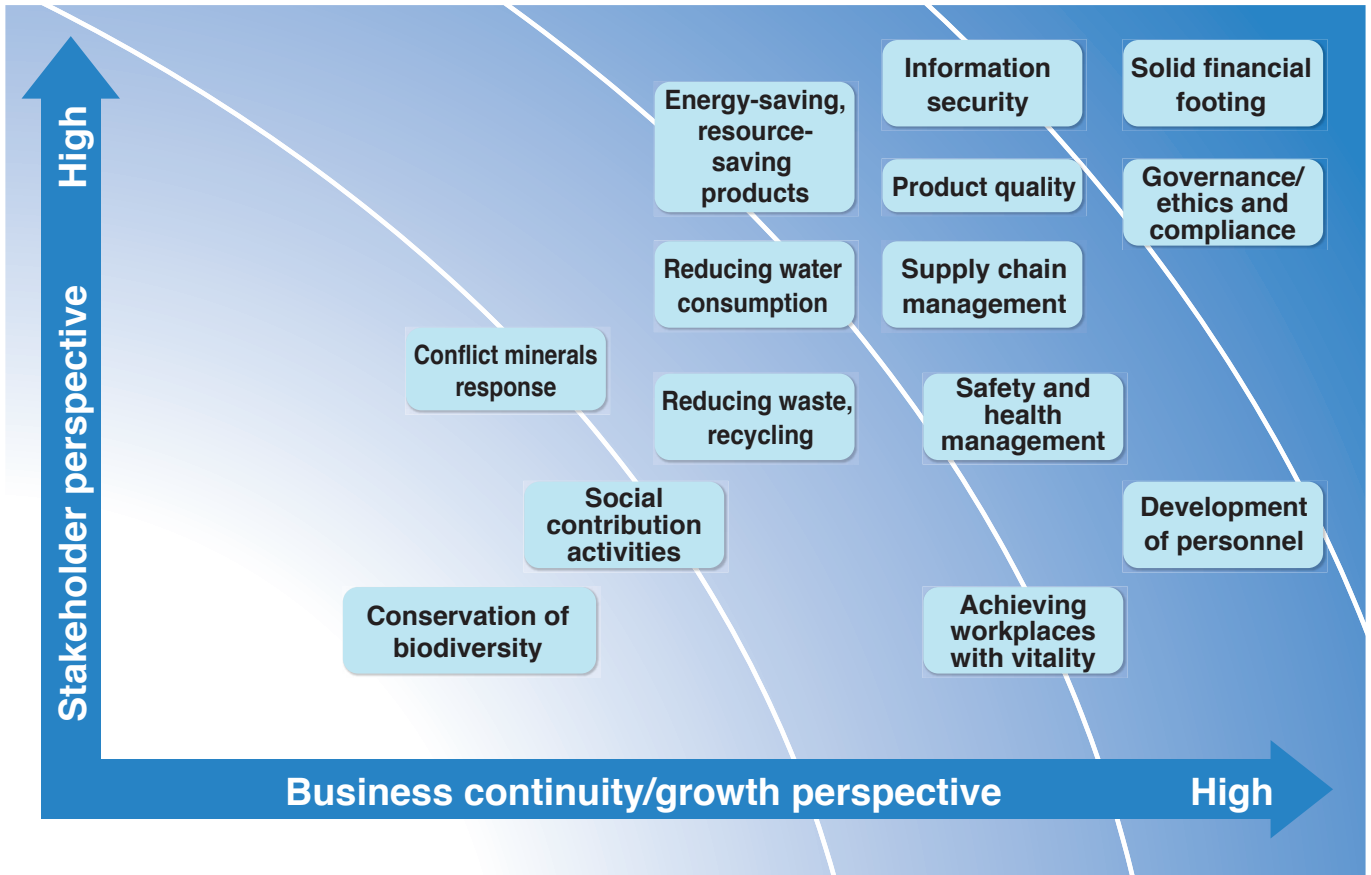 High
Stakeholder perspective
Information
security
Solid financial
footing
Energy-saving,
resource-
saving
products
Product quality
Governance/
ethics and
compliance
Reducing water
consumption
Supply chain
management
Conflict minerals
response
Reducing waste,
recycling
Safety and
health
management
Social
contribution
activities
Development
of personnel
Conservation of
biodiversity
Achieving
workplaces
with vitality
Business continuity/growth perspective
High